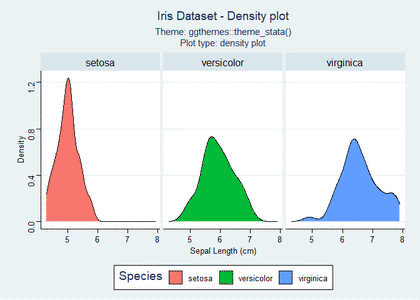 Iris Dataset - Density plot
Theme: ggthemes::theme_stata()
Plot type: density plot
setosa versicolor virginica
1.2
0.8
0.4
0.0
Density
5 6 7 8 5 6 7 8 5 6 7 8
Sepal Length (cm)
Species setosa versicolor virginica